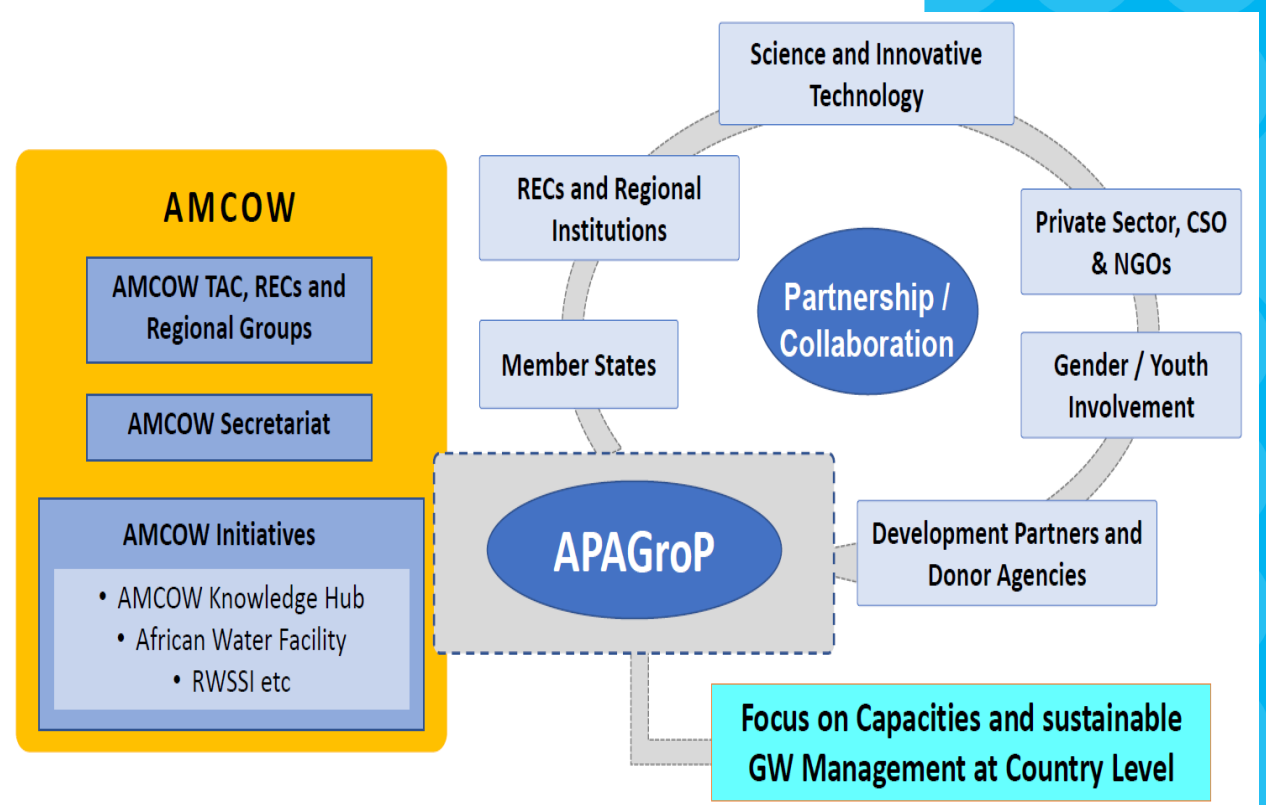 AMCOW
AMCOW TAC, RECs and
Regional Groups
AMCOW Secretariat
AMCOW Initiatives
• AMCOW Knowledge Hub
• African Water Facility
• RWSSI etc
Science and Innovative
Technology
RECs and Regional
Institutions
Private Sector, CSO
& NGOs
Partnership /
Collaboration
Member States
Gender / Youth
Involvement
APAGroP
Development Partners and
Donor Agencies
Focus on Capacities and sustainable
GW Management at Country Level